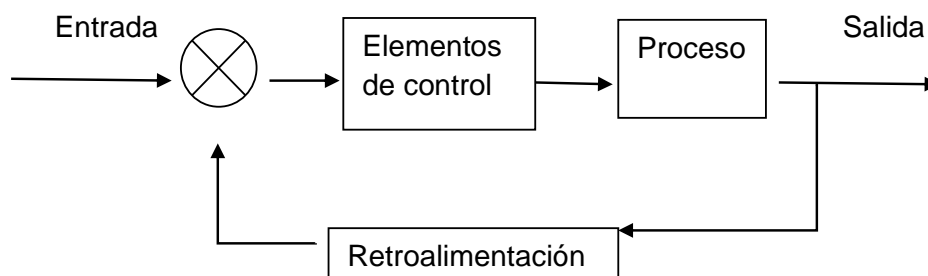 Entrada
Elementos
de control
Proceso
Salida
Retroalimentación